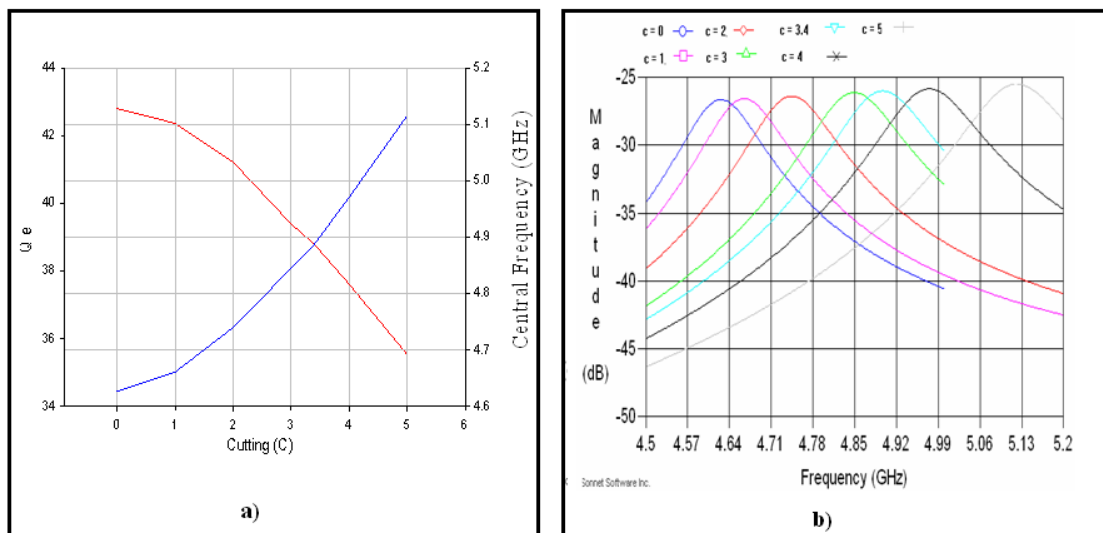 44
42
40
38
36
34
Q e
5.2
5.1
5.0
4.9
4.8
4.7
4.6
Central Frequency (GHz)
0 1 2 3 4 5 6
Cutting (C)
a)
c = 0 c = 2, c = 3.4 c = 5
c = 1, c = 3 c = 4
-25
-30
-35
-40
-45
-50
Magnitude
(dB)
4.5 4.57 4.64 4.71 4.78 4.85 4.92 4.99 5.06 5.13 5.2
Frequency (GHz)
Sonnet Software Inc.
b)